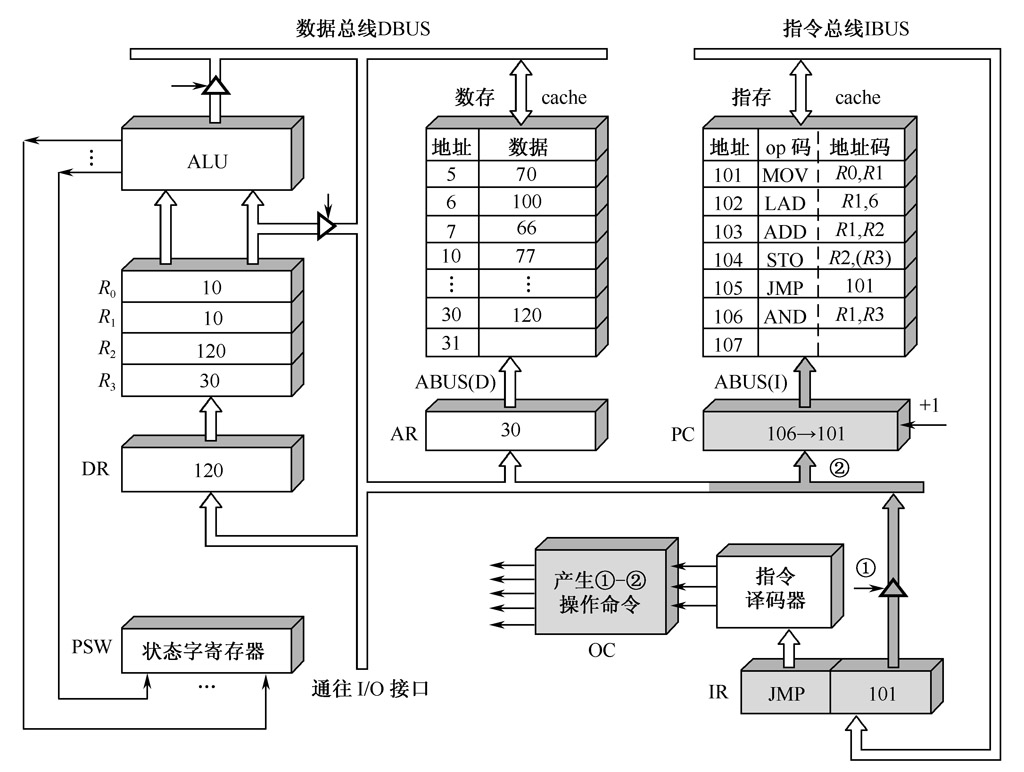 数据总线DBUS
指令总线IBUS
数存 cache
指存 cache
ALU
⋮
地址 数据
5 70
6 100
7 66
10 77
⋮ ⋮
30 120
31
地址 op 码 地址码
101 MOV R0,R1
102 LAD R1,6
103 ADD R1,R2
104 STO R2,(R3)
105 JMP 101
106 AND R1,R3
107
R₀ 10
R₁ 10
R₂ 120
R₃ 30
ABUS(D)
ABUS(I)
AR 30
PC 106→101
+1
②
DR 120
产生①-②
操作命令
OC
指令
译码器
①
PSW 状态字寄存器
…
通往 I/O 接口
IR JMP 101